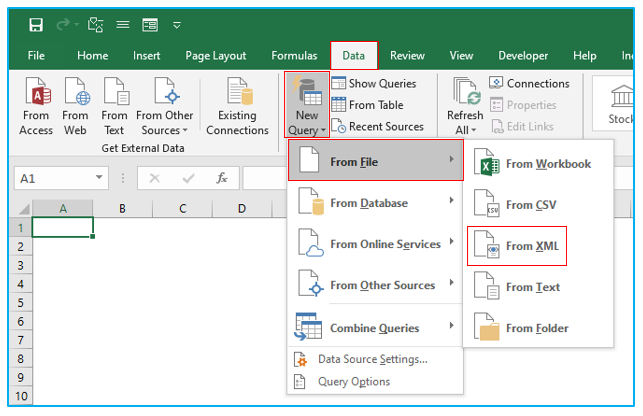 File Home Insert Page Layout Formulas Data Review View Developer Help
From Access
From Web
From Text
From Other Sources
Existing Connections
Get External Data
New Query
Show Queries
From Table
Recent Sources
Refresh All
Connections
Properties
Edit Links
Stock
A1
fx
A B C D
1
2
3
4
5
6
7
8
9
10
From File
From Database
From Online Services
From Other Sources
Combine Queries
Data Source Settings...
Query Options
From Workbook
From CSV
From XML
From Text
From Folder